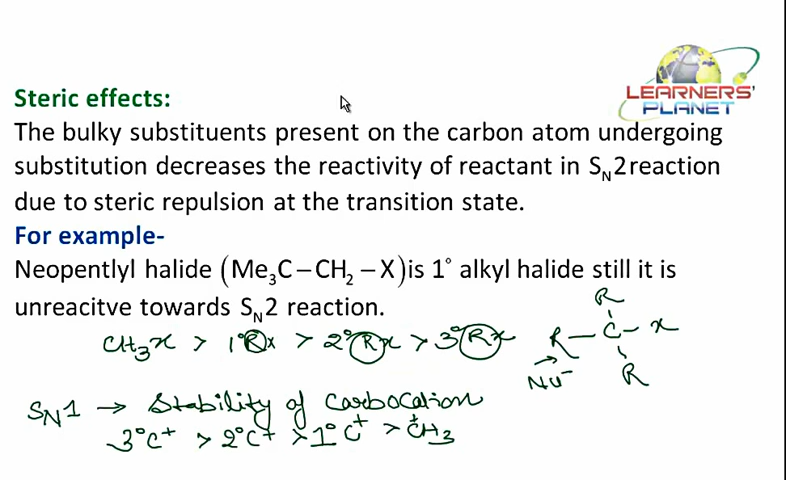 LEARNERS'
PLANET
Steric effects:
The bulky substituents present on the carbon atom undergoing
substitution decreases the reactivity of reactant in SN2 reaction
due to steric repulsion at the transition state.
For example-
Neopentlyl halide (Me₃C–CH₂–X) is 1° alkyl halide still it is
unreacitve towards SN2 reaction.
CH₃x > 1°Rx > 2°Rx > 3°Rx
R
R–C–x
R
Nu⁻
SN1 → Stability of Carbocation
3°C⁺ > 2°C⁺ > 1°C⁺ > ⁺CH₃